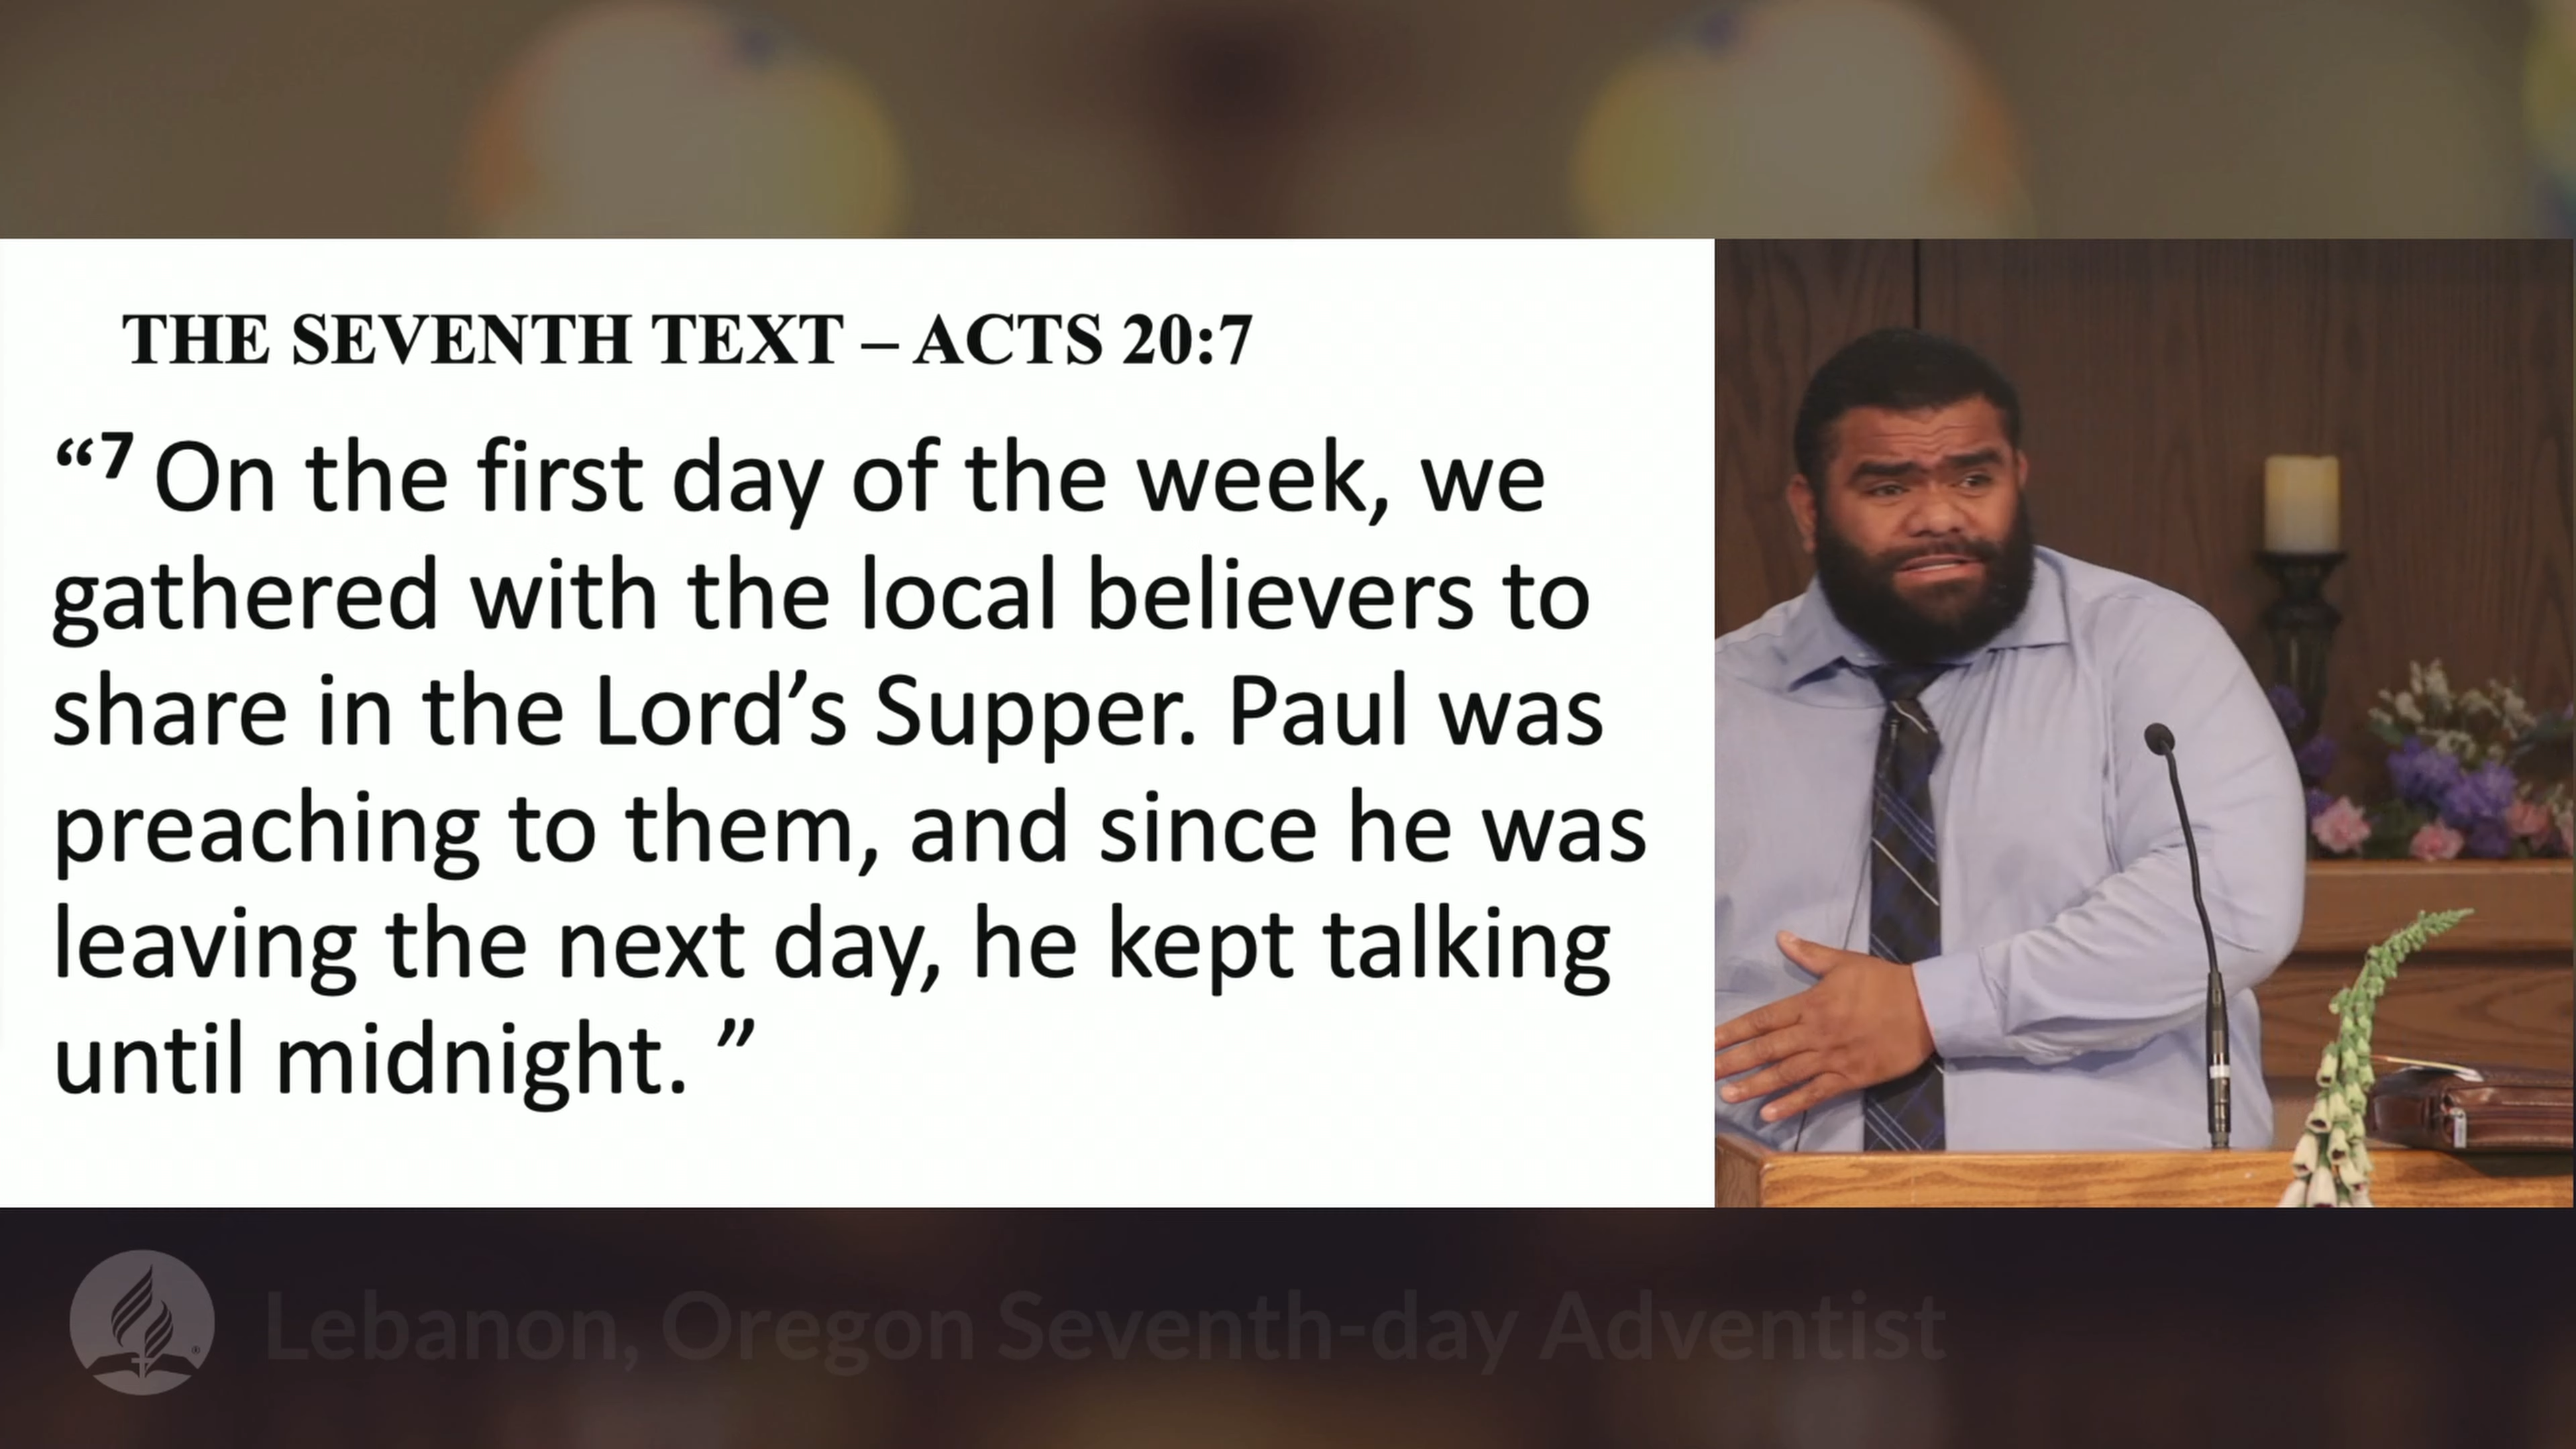 THE SEVENTH TEXT – ACTS 20:7
“⁷ On the first day of the week, we
gathered with the local believers to
share in the Lord’s Supper. Paul was
preaching to them, and since he was
leaving the next day, he kept talking
until midnight. ”
Lebanon, Oregon Seventh-day Adventist
®